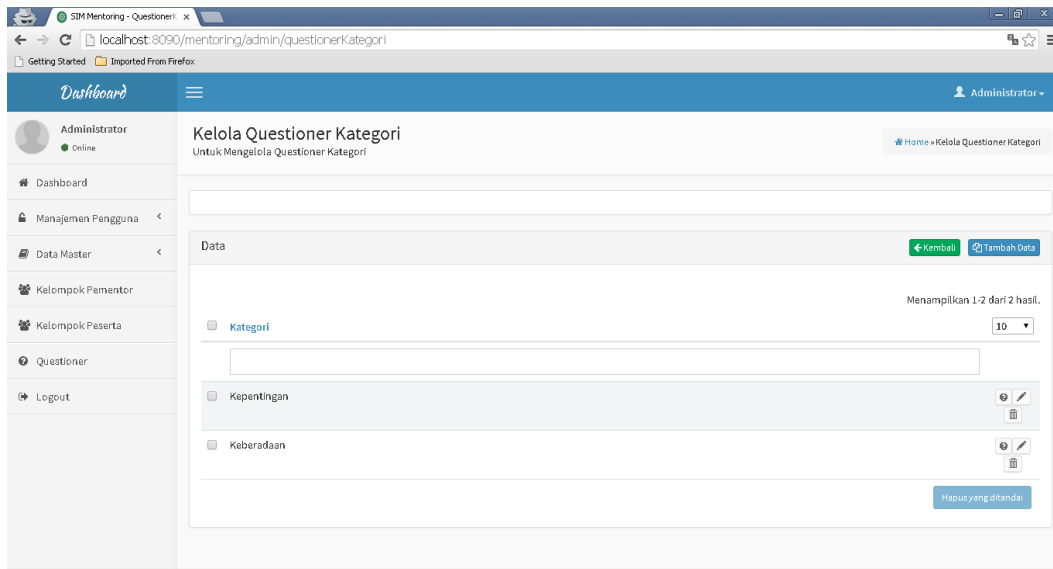 SIM Mentoring - QuestionerK
localhost:8090/mentoring/admin/questionerKategori
Getting Started Imported From Firefox
Dashboard Administrator
Administrator
Online
Kelola Questioner Kategori
Untuk Mengelola Questioner Kategori
Home » Kelola Questioner Kategori
Dashboard
Manajemen Pengguna
Data Master
Kelompok Pementor
Kelompok Peserta
Questioner
Logout
Data Kembali Tambah Data
Menampilkan 1-2 dari 2 hasil.
Kategori 10
Kepentingan
Keberadaan
Hapus yang ditandai